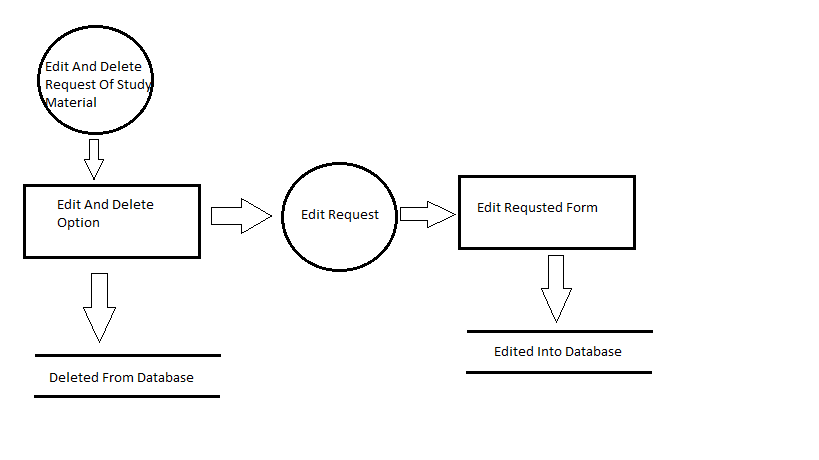 Edit And Delete
Request Of Study
Material
Edit And Delete
Option
Edit Request
Edit Requsted Form
Deleted From Database
Edited Into Database